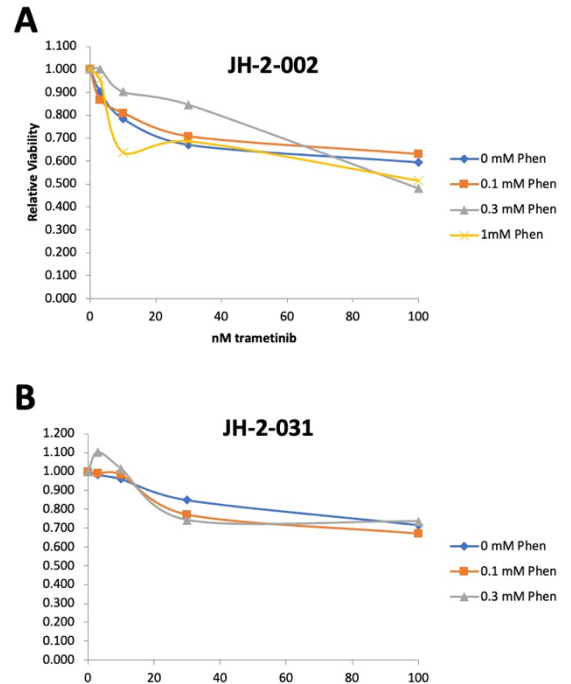 A
JH-2-002
1.100
1.000
0.900
0.800
0.700
0.600
0.500
0.400
0.300
0.200
0.100
0.000
Relative Viability
0 20 40 60 80 100
nM trametinib
0 mM Phen
0.1 mM Phen
0.3 mM Phen
1mM Phen
B
JH-2-031
1.200
1.100
1.000
0.900
0.800
0.700
0.600
0.500
0.400
0.300
0.200
0.100
0.000
0 20 40 60 80 100
0 mM Phen
0.1 mM Phen
0.3 mM Phen